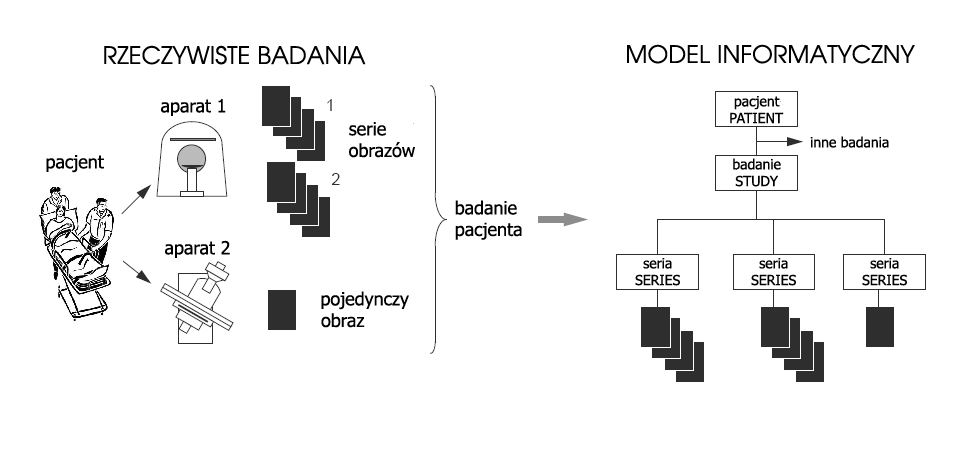 RZECZYWISTE BADANIA
MODEL INFORMATYCZNY
pacjent
aparat 1
1
serie
obrazów
2
aparat 2
pojedynczy
obraz
badanie
pacjenta
pacjent
PATIENT
inne badania
badanie
STUDY
seria
SERIES
seria
SERIES
seria
SERIES